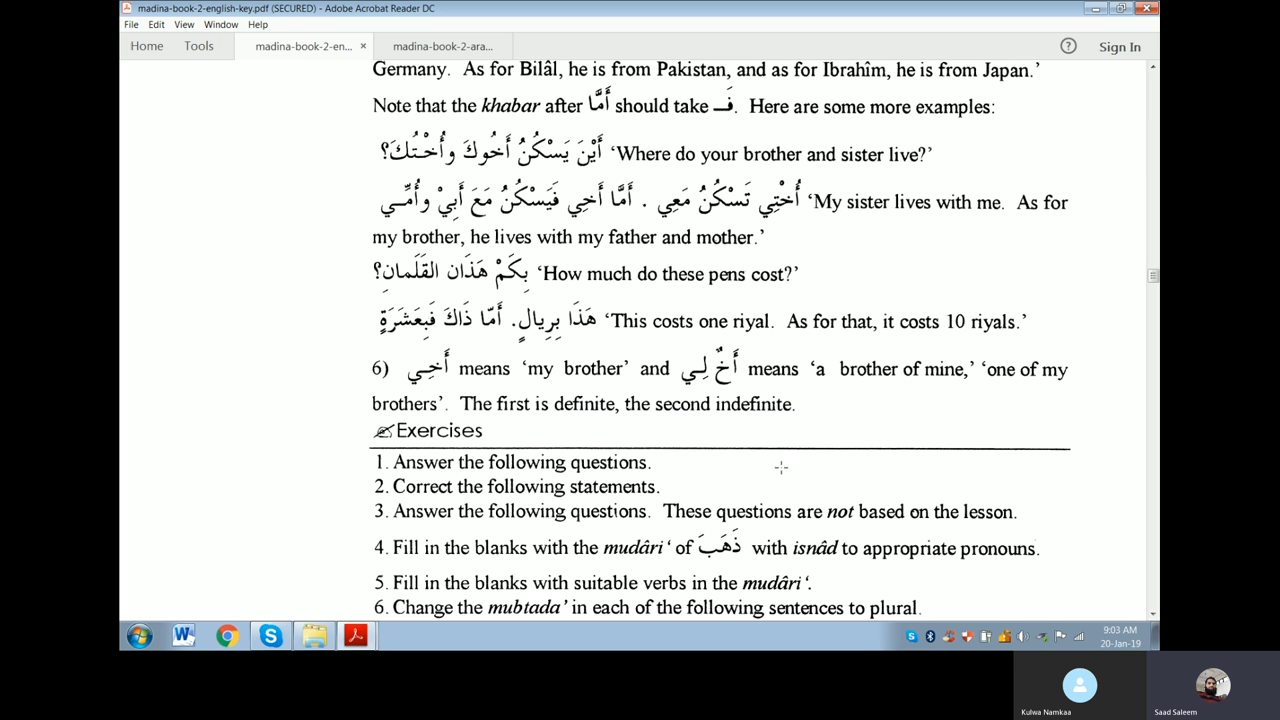 madina-book-2-english-key.pdf (SECURED) - Adobe Acrobat Reader DC
File Edit View Window Help
Home Tools madina-book-2-en... × madina-book-2-ara... ? Sign In
Germany. As for Bilâl, he is from Pakistan, and as for Ibrahîm, he is from Japan.’
Note that the khabar after أَمَّا should take فَـ. Here are some more examples:
أَيْنَ يَسْكُنُ أَخُوكَ وأُخْـتُكَ؟ ‘Where do your brother and sister live?’
أُخْتِي تَسْكُنُ مَعِي . أَمَّا أَخِي فَيَسْكُنُ مَعَ أَبِيْ وأُمِّـي ‘My sister lives with me. As for
my brother, he lives with my father and mother.’
بِكَمْ هَذَان القَلَمانِ؟ ‘How much do these pens cost?’
هَذَا بِرِيالٍ. أَمّا ذَاكَ فَبِعَشَرَةٍ ‘This costs one riyal. As for that, it costs 10 riyals.’
6) أَخِـي means ‘my brother’ and أَخٌ لِـي means ‘a brother of mine,’ ‘one of my
brothers’. The first is definite, the second indefinite.
Exercises
1. Answer the following questions.
2. Correct the following statements.
3. Answer the following questions. These questions are not based on the lesson.
4. Fill in the blanks with the mudâri‘ of ذَهَبَ with isnâd to appropriate pronouns.
5. Fill in the blanks with suitable verbs in the mudâri‘.
6. Change the mubtada’ in each of the following sentences to plural.
9:03 AM
20-Jan-19
Kulwa Namkaa
Saad Saleem